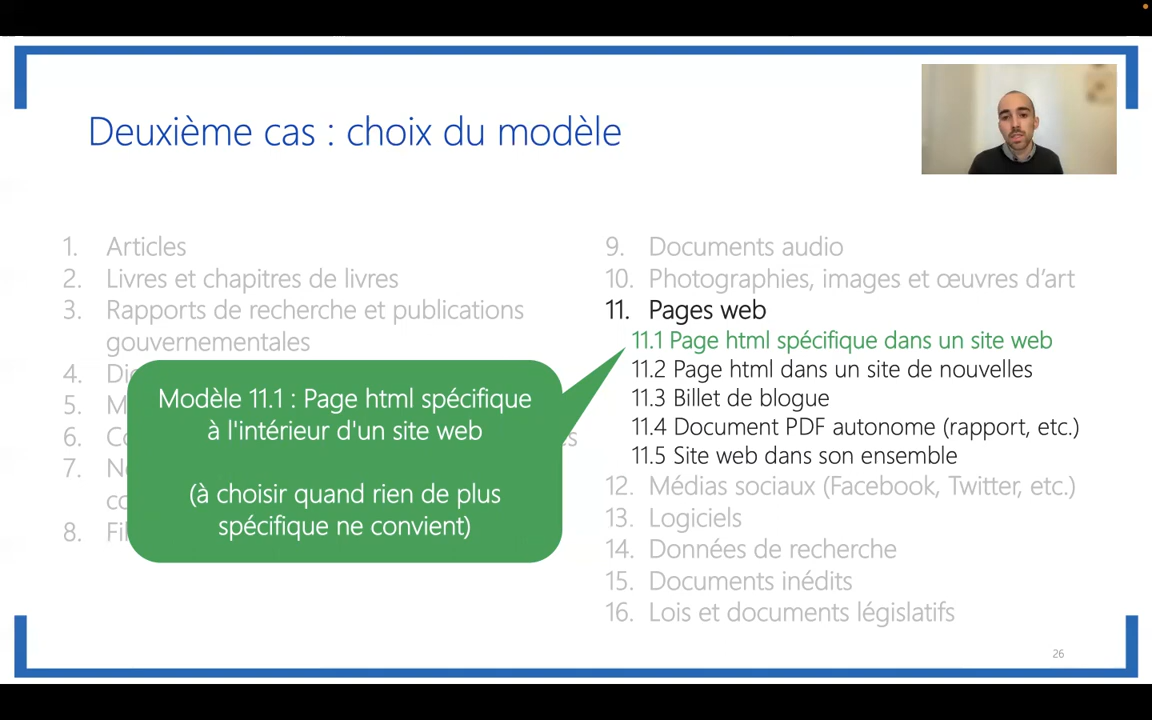 Deuxième cas : choix du modèle
1. Articles
2. Livres et chapitres de livres
3. Rapports de recherche et publications
gouvernementales
4.
5.
6.
7.
8.
Modèle 11.1 : Page html spécifique
à l'intérieur d'un site web
(à choisir quand rien de plus
spécifique ne convient)
9. Documents audio
10. Photographies, images et œuvres d’art
11. Pages web
11.1 Page html spécifique dans un site web
11.2 Page html dans un site de nouvelles
11.3 Billet de blogue
11.4 Document PDF autonome (rapport, etc.)
11.5 Site web dans son ensemble
12. Médias sociaux (Facebook, Twitter, etc.)
13. Logiciels
14. Données de recherche
15. Documents inédits
16. Lois et documents législatifs
26